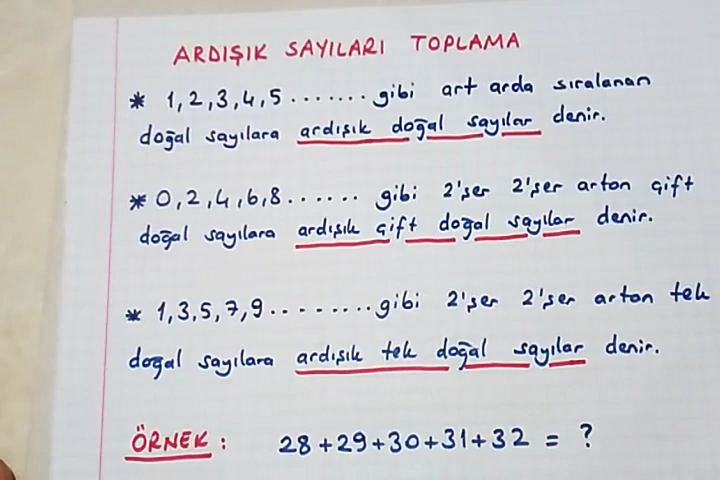 ARDIŞIK SAYILARI TOPLAMA
* 1,2,3,4,5....... gibi art arda sıralanan
doğal sayılara ardışık doğal sayılar denir.
* 0,2,4,6,8...... gibi 2'şer 2'şer artan çift
doğal sayılara ardışık çift doğal sayılar denir.
* 1,3,5,7,9........ gibi 2'şer 2'şer artan tek
doğal sayılara ardışık tek doğal sayılar denir.
ÖRNEK: 28+29+30+31+32 = ?